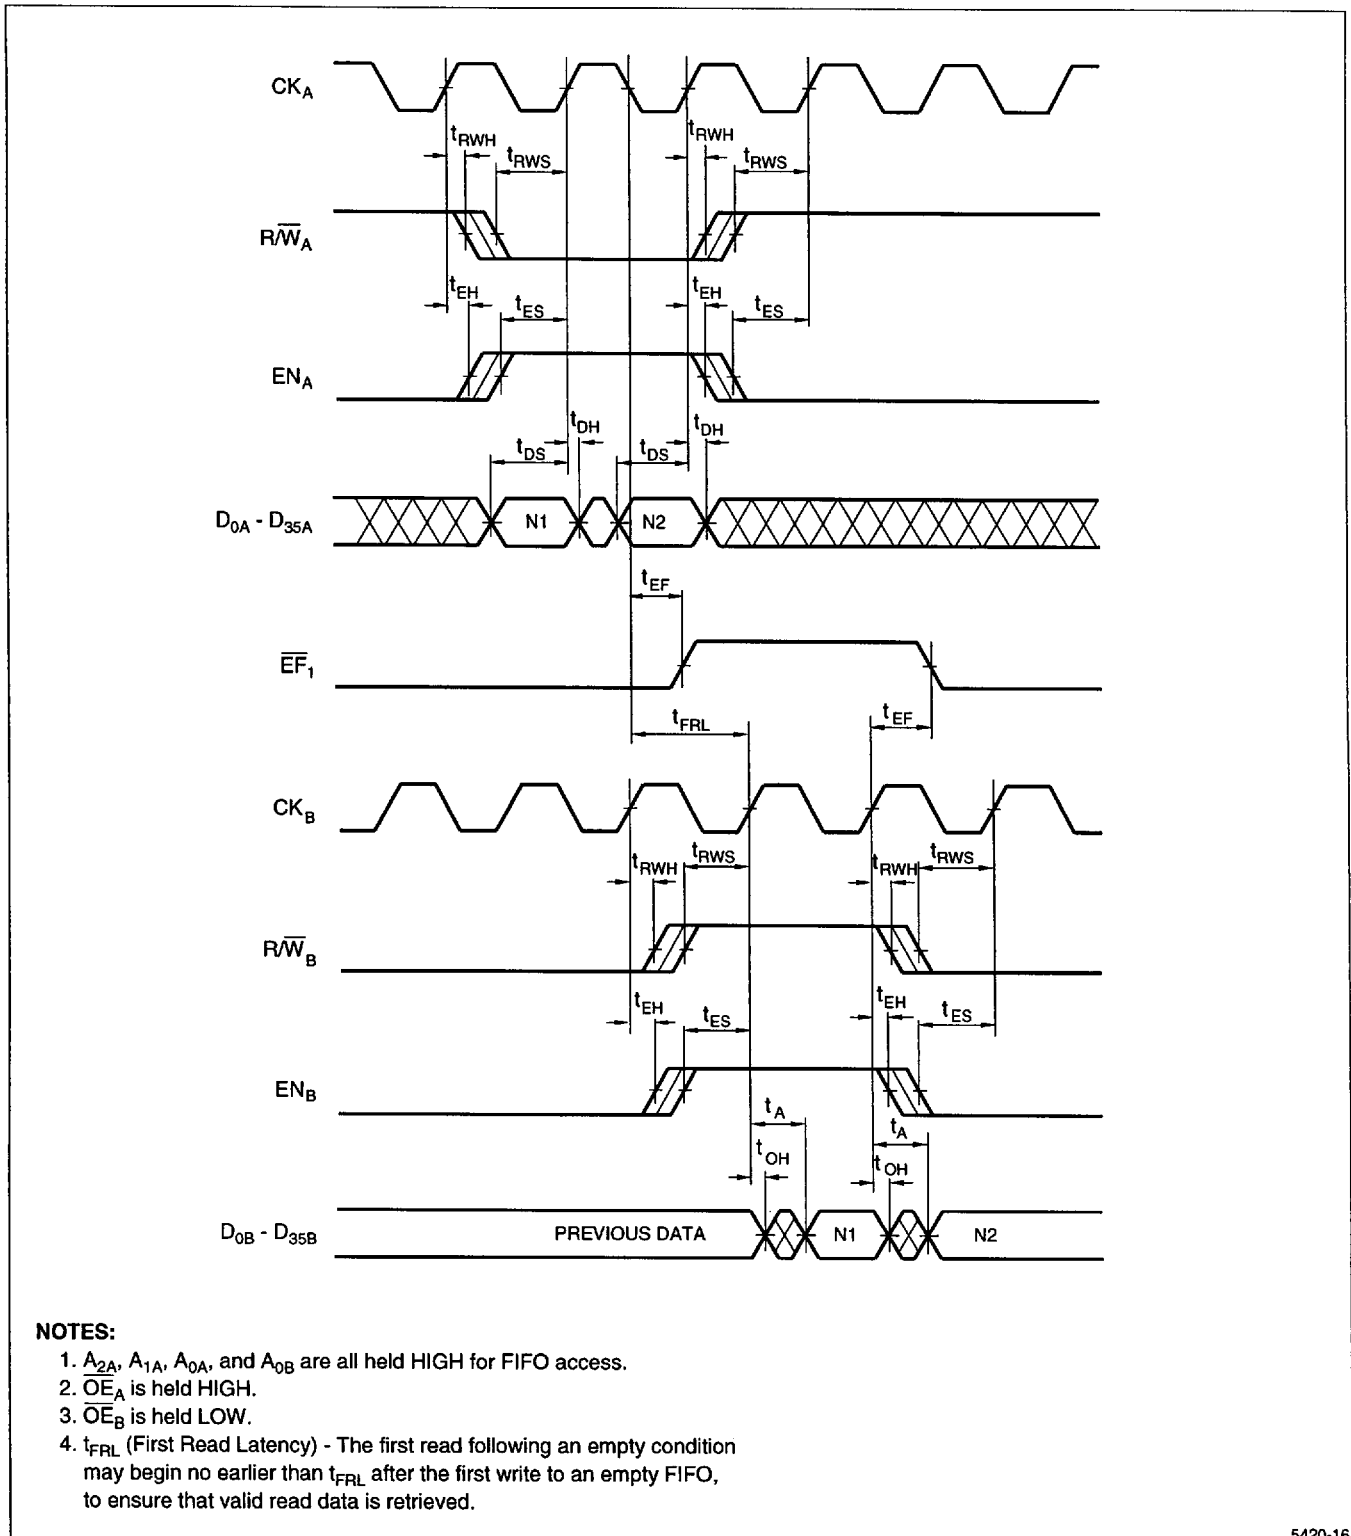 CKA
tRWH tRWS tRWH tRWS
R/W̅A
tEH tES tEH tES
ENA
tDH tDH
tDS tDS
D0A - D35A N1 N2
tEF
E̅F̅1
tFRL tEF
CKB
tRWH tRWS tRWH tRWS
R/W̅B
tEH tES tEH tES
ENB
tA tA
tOH tOH
D0B - D35B PREVIOUS DATA N1 N2
NOTES:
1. A2A, A1A, A0A, and A0B are all held HIGH for FIFO access.
2. O̅E̅A is held HIGH.
3. O̅E̅B is held LOW.
4. tFRL (First Read Latency) - The first read following an empty condition
may begin no earlier than tFRL after the first write to an empty FIFO,
to ensure that valid read data is retrieved.
5420-16